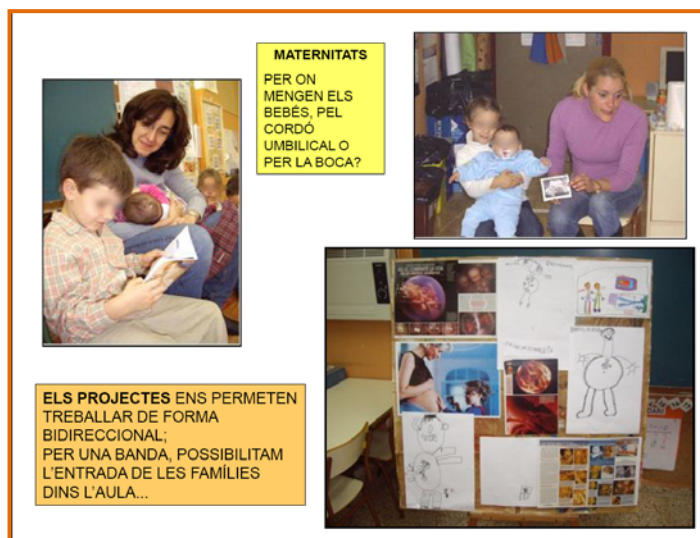 MATERNITATS
PER ON
MENGEN ELS
BEBÉS, PEL
CORDÓ
UMBILICAL O
PER LA BOCA?
ELS PROJECTES ENS PERMETEN
TREBALLAR DE FORMA
BIDIRECCIONAL;
PER UNA BANDA, POSSIBILITAM
L'ENTRADA DE LES FAMÍLIES
DINS L'AULA...